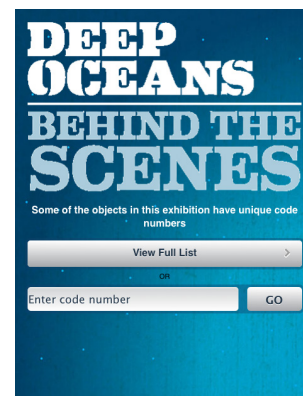 DEEP
OCEANS
BEHIND THE
SCENES
Some of the objects in this exhibition have unique code
numbers
View Full List
OR
Enter code number
GO